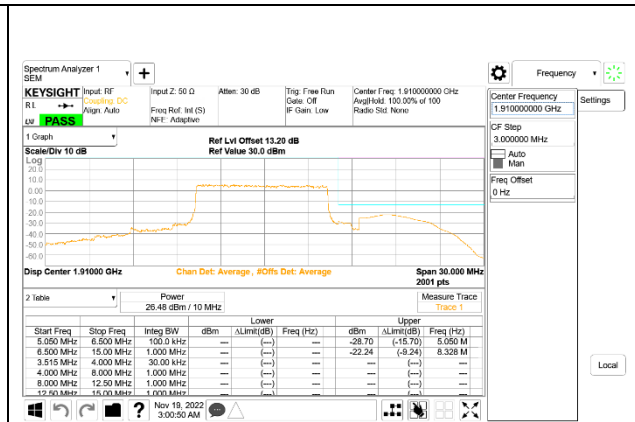 Spectrum Analyzer 1
SEM
Frequency
KEYSIGHT
Input: RF
Coupling: DC
Align: Auto
Input Z: 50 Ω
Freq Ref: Int (S)
NFE: Adaptive
Atten: 30 dB
Trig: Free Run
Gate: Off
IF Gain: Low
Center Freq: 1.910000000 GHz
Avg|Hold: 100.00% of 100
Radio Std: None
R L
PASS
Center Frequency
1.910000000 GHz
Settings
CF Step
3.000000 MHz
Auto
Man
Freq Offset
0 Hz
1 Graph
Scale/Div 10 dB
Ref Lvl Offset 13.20 dB
Ref Value 30.0 dBm
Log
20.0
10.0
0.00
-10.0
-20.0
-30.0
-40.0
-50.0
-60.0
Disp Center 1.91000 GHz
Chan Det: Average , #Offs Det: Average
Span 30.000 MHz
2001 pts
2 Table
Power
26.48 dBm / 10 MHz
Measure Trace
Trace 1
Lower Upper
Start Freq Stop Freq Integ BW dBm ΔLimit(dB) Freq (Hz) dBm ΔLimit(dB) Freq (Hz)
5.050 MHz 6.500 MHz 100.0 kHz --- (---) --- -28.70 (-15.70) 5.050 M
6.500 MHz 15.00 MHz 1.000 MHz --- (---) --- -22.24 (-9.24) 8.328 M
3.515 MHz 4.000 MHz 30.00 kHz --- (---) --- --- (---) ---
4.000 MHz 8.000 MHz 1.000 MHz --- (---) --- --- (---) ---
8.000 MHz 12.50 MHz 1.000 MHz --- (---) --- --- (---) ---
12.50 MHz 15.00 MHz 1.000 MHz --- (---) --- --- (---) ---
Local
Nov 19, 2022
3:00:50 AM